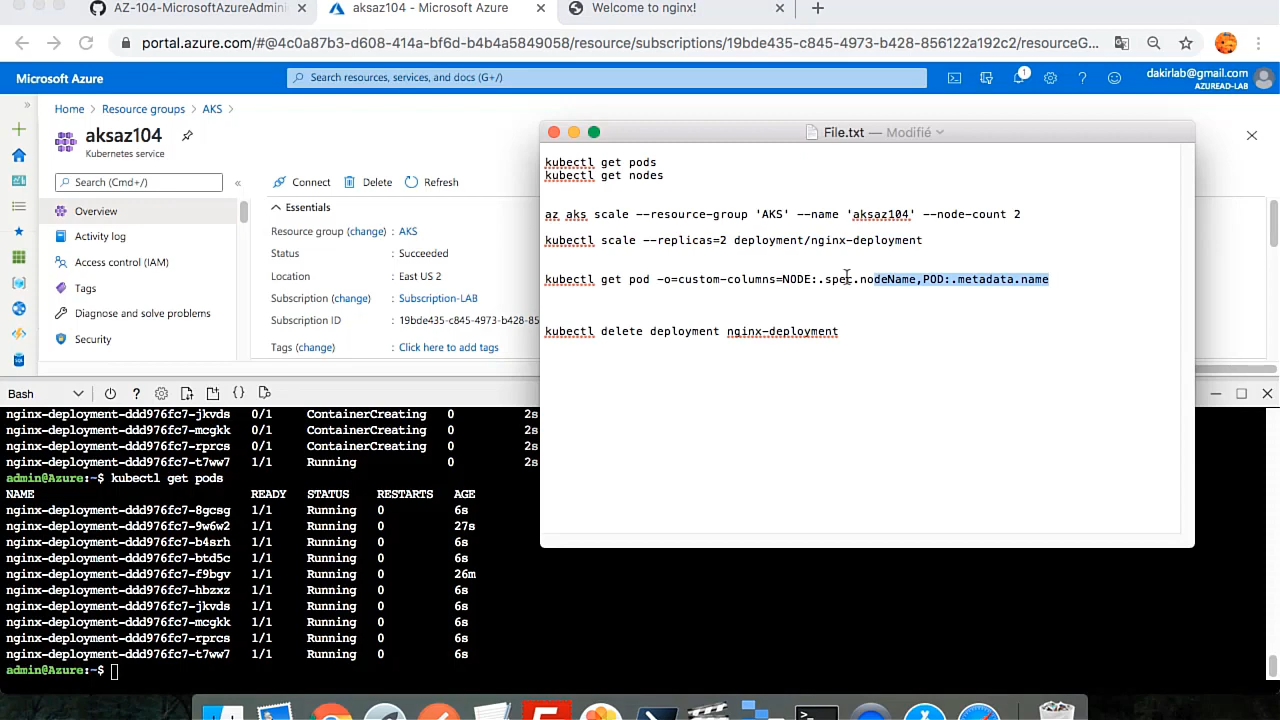 AZ-104-MicrosoftAzureAdmini
aksaz104 - Microsoft Azure
Welcome to nginx!
portal.azure.com/#@4c0a87b3-d608-414a-bf6d-b4b4a5849058/resource/subscriptions/19bde435-c845-4973-b428-856122a192c2/resourceG...
Microsoft Azure
Search resources, services, and docs (G+/)
1
dakirlab@gmail.com
AZUREAD-LAB
Home > Resource groups > AKS >
aksaz104
Kubernetes service
Search (Cmd+/)
Connect
Delete
Refresh
Overview
Activity log
Access control (IAM)
Tags
Diagnose and solve problems
Security
Essentials
Resource group (change) : AKS
Status : Succeeded
Location : East US 2
Subscription (change) : AZURE-LAB
Subscription ID : 19bde435-c845-4973-b428-85
Tags (change) : Click here to add tags
File.txt — Modifié
kubectl get pods
kubectl get nodes
az aks scale --resource-group 'AKS' --name 'aksaz104' --node-count 2
kubectl scale --replicas=2 deployment/nginx-deployment
kubectl get pod -o=custom-columns=NODE:.spec.nodeName,POD:.metadata.name
kubectl delete deployment nginx-deployment
Bash
nginx-deployment-ddd976fc7-jkvds 0/1 ContainerCreating 0 2s
nginx-deployment-ddd976fc7-mcgkk 0/1 ContainerCreating 0 2s
nginx-deployment-ddd976fc7-rprcs 0/1 ContainerCreating 0 2s
nginx-deployment-ddd976fc7-t7ww7 1/1 Running 0 2s
admin@Azure:~$ kubectl get pods
NAME READY STATUS RESTARTS AGE
nginx-deployment-ddd976fc7-8gcsg 1/1 Running 0 6s
nginx-deployment-ddd976fc7-9w6w2 1/1 Running 0 27s
nginx-deployment-ddd976fc7-b4srh 1/1 Running 0 6s
nginx-deployment-ddd976fc7-btd5c 1/1 Running 0 6s
nginx-deployment-ddd976fc7-f9bgv 1/1 Running 0 26m
nginx-deployment-ddd976fc7-hbzxz 1/1 Running 0 6s
nginx-deployment-ddd976fc7-jkvds 1/1 Running 0 6s
nginx-deployment-ddd976fc7-mcgkk 1/1 Running 0 6s
nginx-deployment-ddd976fc7-rprcs 1/1 Running 0 6s
nginx-deployment-ddd976fc7-t7ww7 1/1 Running 0 6s
admin@Azure:~$